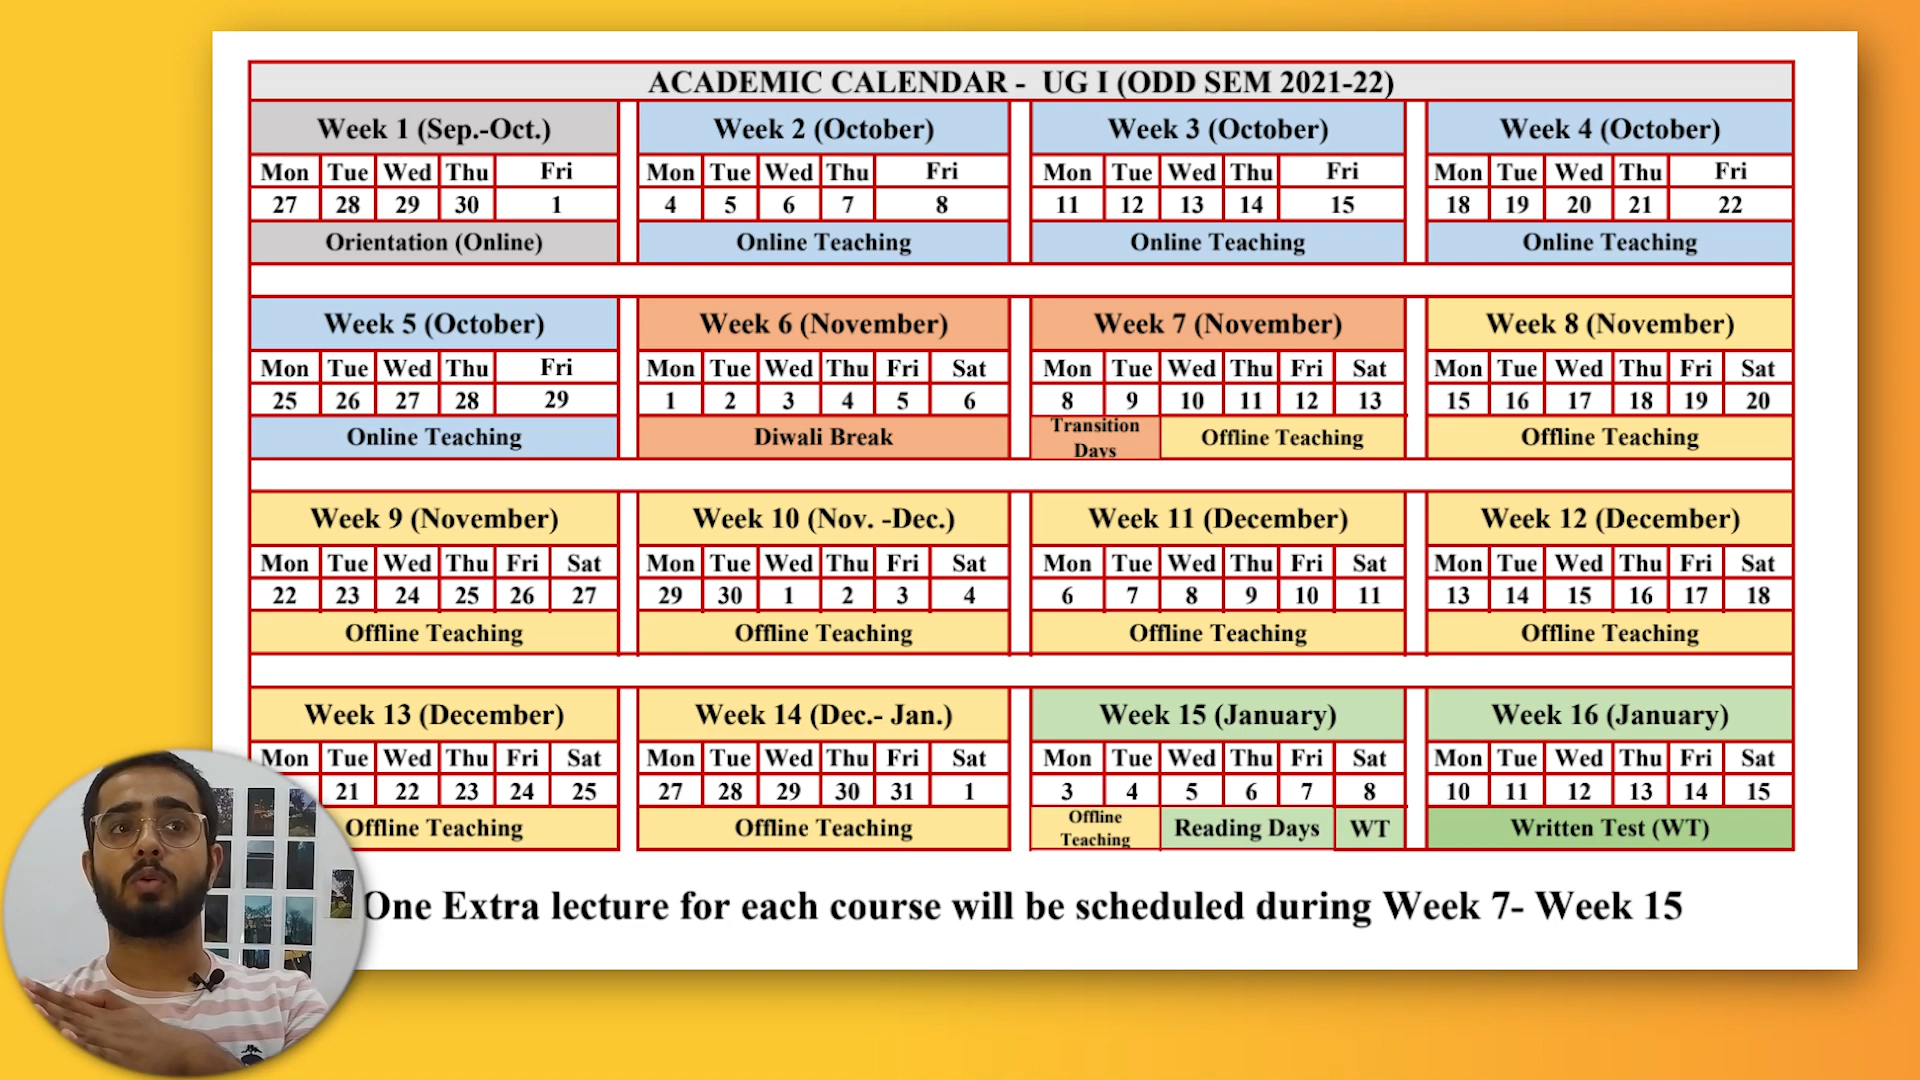 ACADEMIC CALENDAR - UG I (ODD SEM 2021-22)
Week 1 (Sep.-Oct.) Week 2 (October) Week 3 (October) Week 4 (October)
Mon Tue Wed Thu Fri Mon Tue Wed Thu Fri Mon Tue Wed Thu Fri Mon Tue Wed Thu Fri
27 28 29 30 1 4 5 6 7 8 11 12 13 14 15 18 19 20 21 22
Orientation (Online) Online Teaching Online Teaching Online Teaching
Week 5 (October) Week 6 (November) Week 7 (November) Week 8 (November)
Mon Tue Wed Thu Fri Mon Tue Wed Thu Fri Sat Mon Tue Wed Thu Fri Sat Mon Tue Wed Thu Fri Sat
25 26 27 28 29 1 2 3 4 5 6 8 9 10 11 12 13 15 16 17 18 19 20
Online Teaching Diwali Break Transition Days Offline Teaching Offline Teaching
Week 9 (November) Week 10 (Nov. -Dec.) Week 11 (December) Week 12 (December)
Mon Tue Wed Thu Fri Sat Mon Tue Wed Thu Fri Sat Mon Tue Wed Thu Fri Sat Mon Tue Wed Thu Fri Sat
22 23 24 25 26 27 29 30 1 2 3 4 6 7 8 9 10 11 13 14 15 16 17 18
Offline Teaching Offline Teaching Offline Teaching Offline Teaching
Week 13 (December) Week 14 (Dec.- Jan.) Week 15 (January) Week 16 (January)
Mon Tue Wed Thu Fri Sat Mon Tue Wed Thu Fri Sat Mon Tue Wed Thu Fri Sat Mon Tue Wed Thu Fri Sat
21 22 23 24 25 27 28 29 30 31 1 3 4 5 6 7 8 10 11 12 13 14 15
Offline Teaching Offline Teaching Offline Teaching Reading Days WT Written Test (WT)
One Extra lecture for each course will be scheduled during Week 7- Week 15